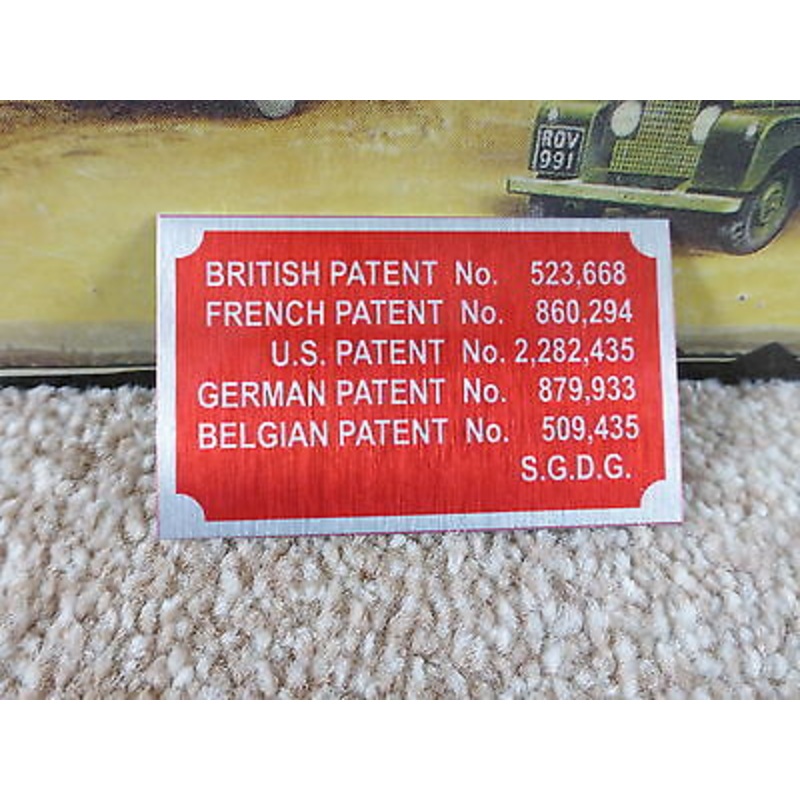 ROV
991
BRITISH PATENT No. 523,668
FRENCH PATENT No. 860,294
U.S. PATENT No. 2,282,435
GERMAN PATENT No. 879,933
BELGIAN PATENT No. 509,435
S.G.D.G.